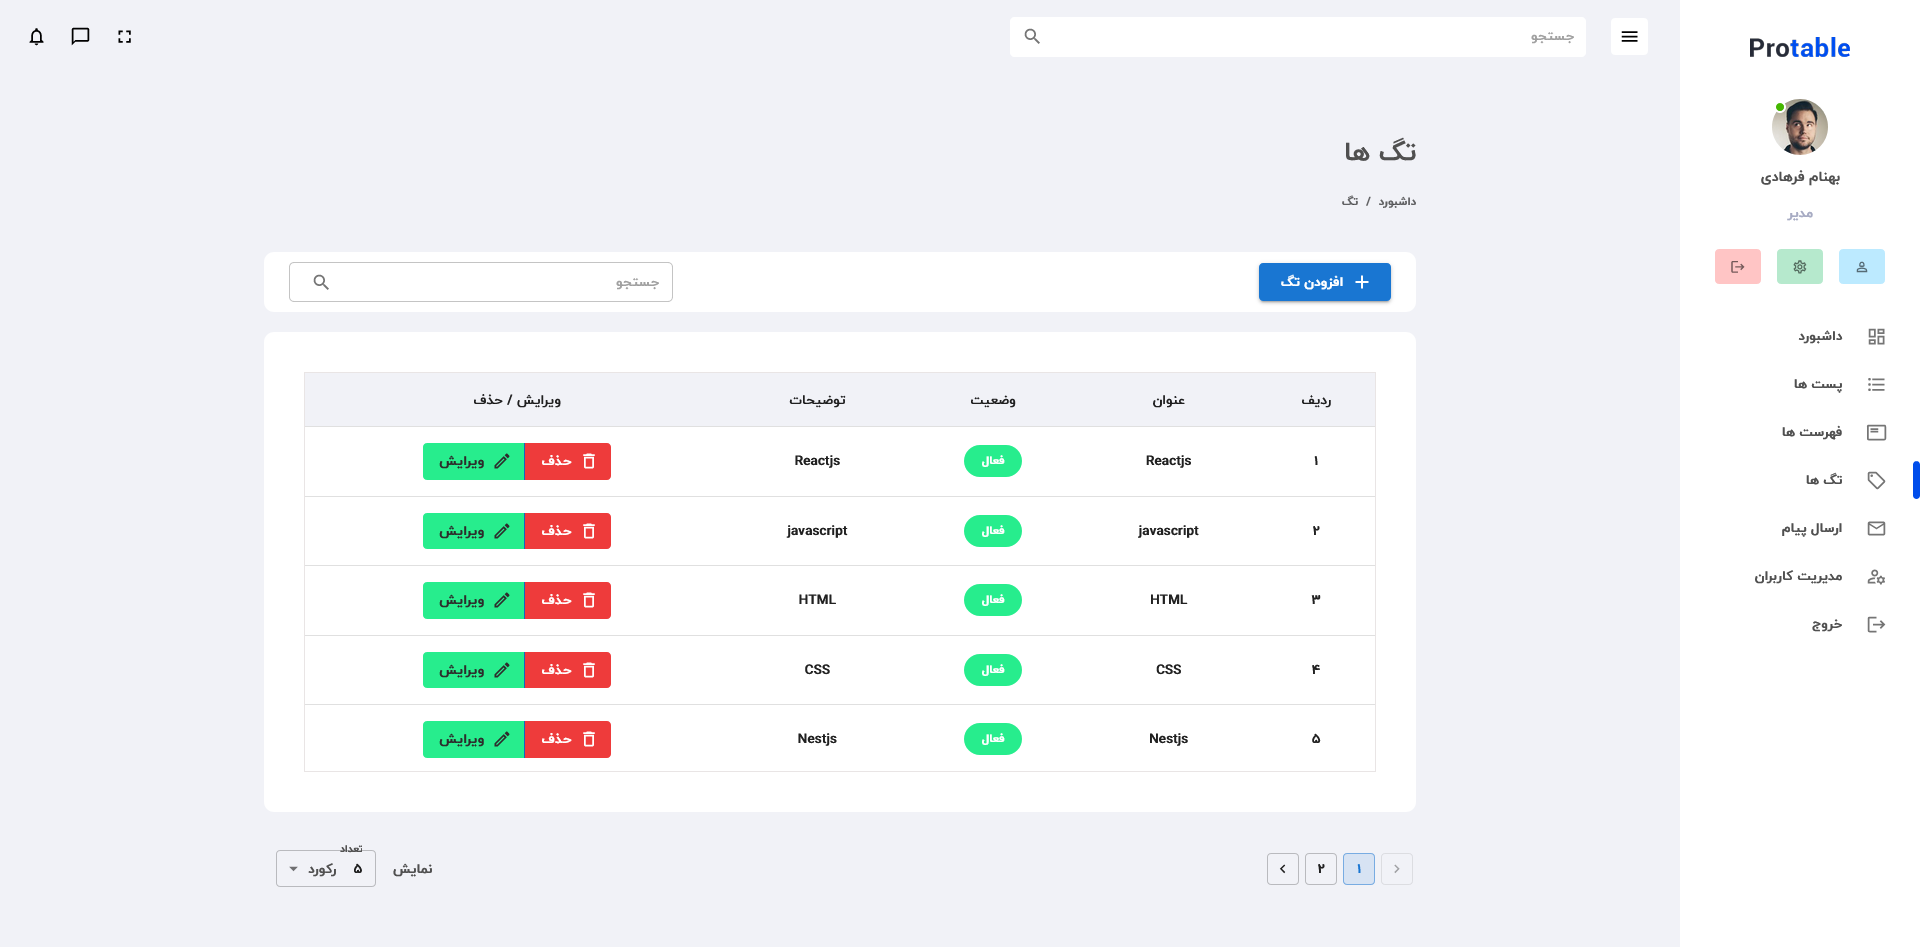 Protable
بهنام فرهادی
مدیر
داشبورد
پست ها
فهرست ها
تگ ها
ارسال پیام
مدیریت کاربران
خروج
جستجو
تگ ها
داشبورد / تگ
افزودن تگ
جستجو
ردیف عنوان وضعیت توضیحات ویرایش / حذف
۱ Reactjs فعال Reactjs حذف ویرایش
۲ javascript فعال javascript حذف ویرایش
۳ HTML فعال HTML حذف ویرایش
۴ CSS فعال CSS حذف ویرایش
۵ Nestjs فعال Nestjs حذف ویرایش
۱ ۲
نمایش
تعداد
۵ رکورد